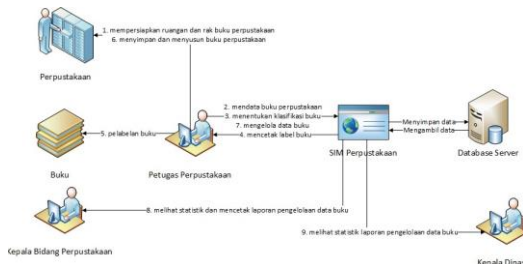 1. mempersiapkan ruangan dan rak buku perpustakaan
6. menyimpan dan menyusun buku perpustakaan
Perpustakaan
2. mendata buku perpustakaan
3. menentukan klasifikasi buku
7. mengelola data buku
4. mencetak label buku
5. pelabelan buku
Menyimpan data
Mengambil data
Buku
Petugas Perpustakaan
SIM Perpustakaan
Database Server
8. melihat statistik dan mencetak laporan pengelolaan data buku
9. melihat statistik laporan pengelolaan data buku
Kepala Bidang Perpustakaan
Kepala Dinas